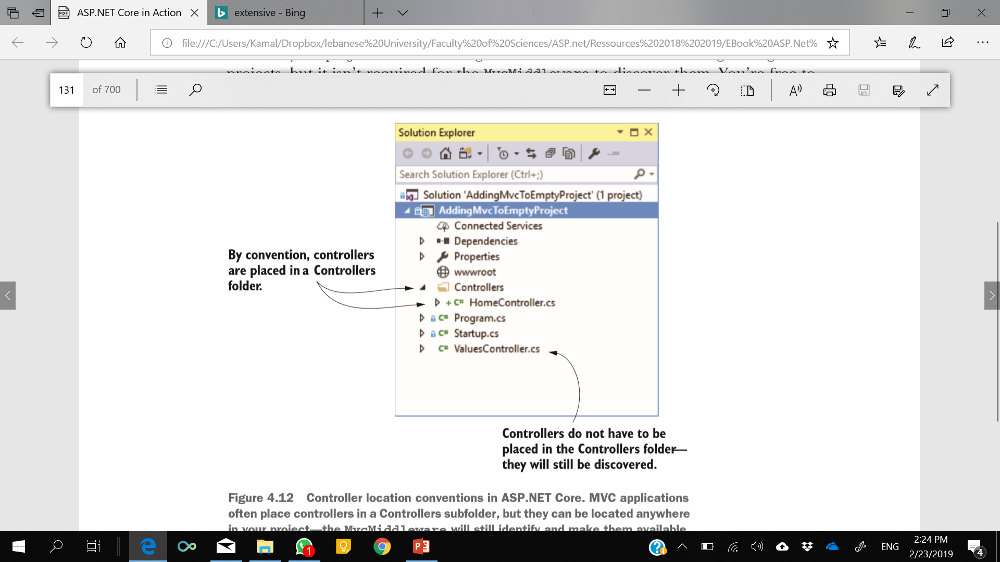 ASP.NET Core in Action
extensive - Bing
file:///C:/Users/Kamal/Dropbox/lebanese%20University/Faculty%20of%20Sciences/ASP.net/Ressources%202018%202019/EBook%20ASP.Net%
projects, but it isn't required for the MvcMiddleware to discover them. You're free to
131 of 700
Solution Explorer
Search Solution Explorer (Ctrl+;)
Solution 'AddingMvcToEmptyProject' (1 project)
AddingMvcToEmptyProject
Connected Services
Dependencies
Properties
wwwroot
Controllers
C# HomeController.cs
C# Program.cs
C# Startup.cs
C# ValuesController.cs
By convention, controllers
are placed in a Controllers
folder.
Controllers do not have to be
placed in the Controllers folder—
they will still be discovered.
Figure 4.12 Controller location conventions in ASP.NET Core. MVC applications
often place controllers in a Controllers subfolder, but they can be located anywhere
in your project—the MvcMiddleware will still identify and make them available
1
ENG
2:24 PM
2/23/2019
4